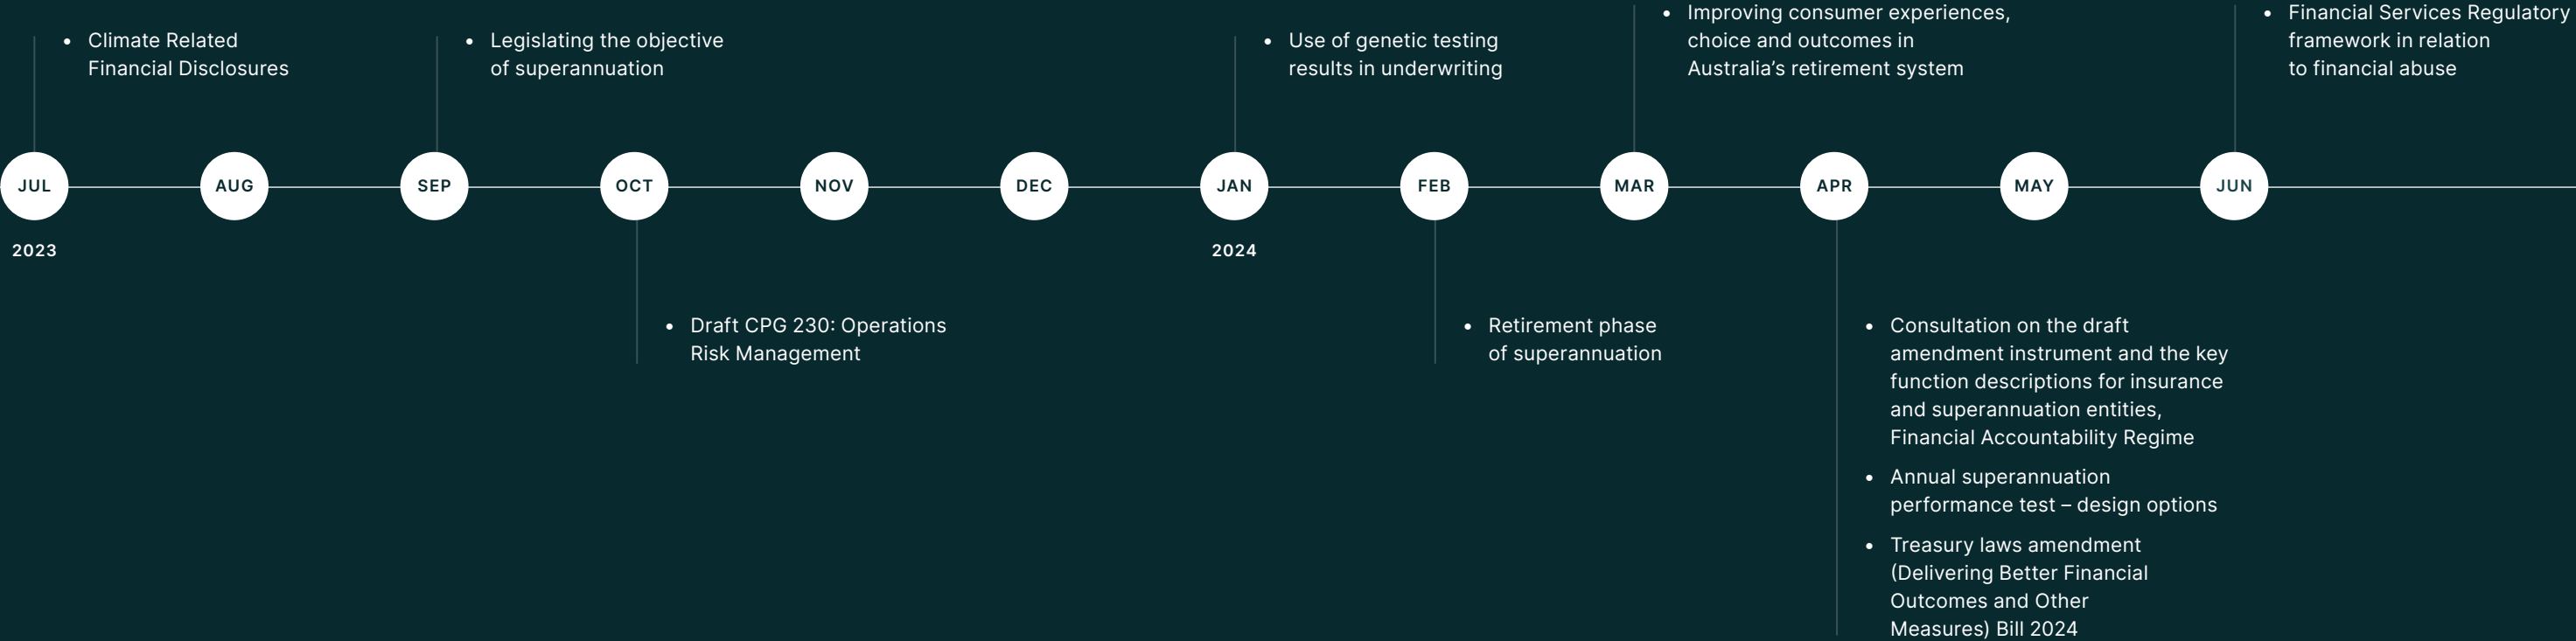 • Climate Related
Financial Disclosures
• Legislating the objective
of superannuation
• Use of genetic testing
results in underwriting
• Improving consumer experiences,
choice and outcomes in
Australia’s retirement system
• Financial Services Regulatory
framework in relation
to financial abuse
JUL
AUG
SEP
OCT
NOV
DEC
JAN
FEB
MAR
APR
MAY
JUN
2023
2024
• Draft CPG 230: Operations
Risk Management
• Retirement phase
of superannuation
• Consultation on the draft
amendment instrument and the key
function descriptions for insurance
and superannuation entities,
Financial Accountability Regime
• Annual superannuation
performance test – design options
• Treasury laws amendment
(Delivering Better Financial
Outcomes and Other
Measures) Bill 2024